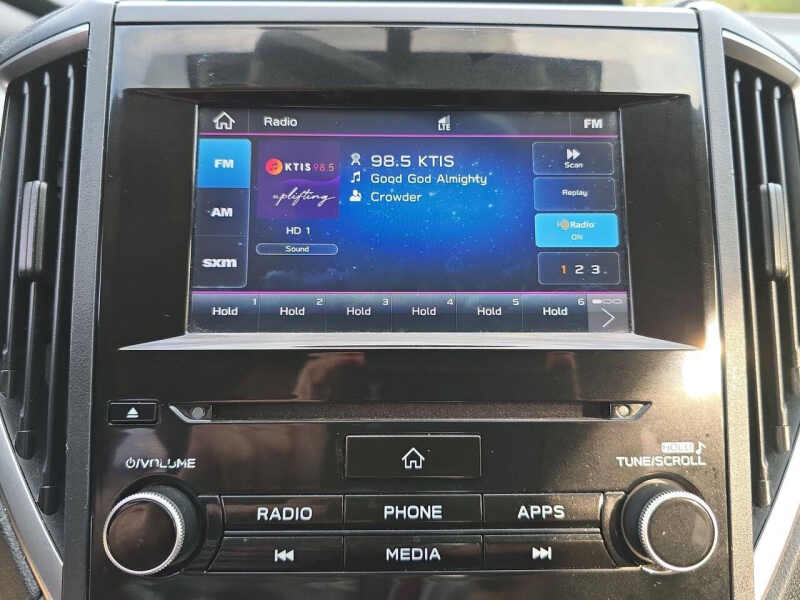 Radio
LTE
FM
FM
AM
SXM
KTIS 98.5
uplifting
HD 1
Sound
98.5 KTIS
Good God Almighty
Crowder
Scan
Replay
HD Radio
ON
1 2 3
Hold 1
Hold 2
Hold 3
Hold 4
Hold 5
Hold 6
/VOLUME
HOLD
TUNE/SCROLL
RADIO
PHONE
APPS
MEDIA